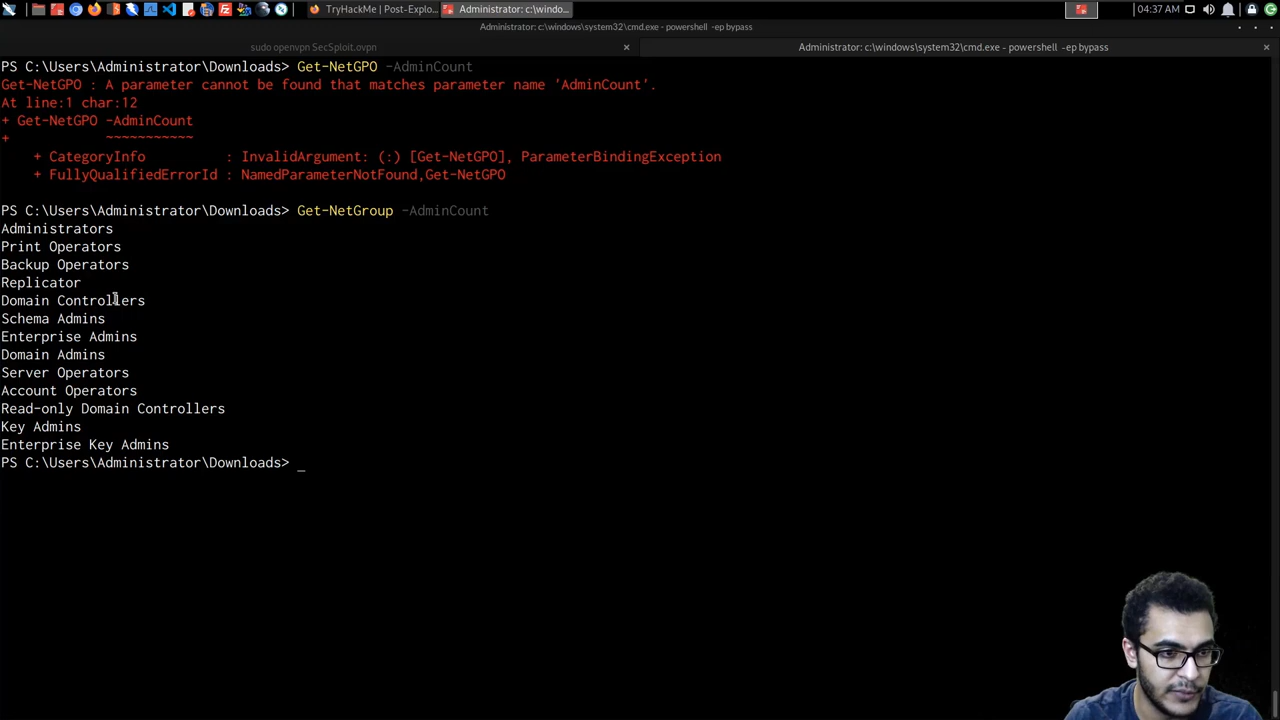 TryHackMe | Post-Explo...
Administrator: c:\windo...
04:37 AM
Administrator: c:\windows\system32\cmd.exe - powershell -ep bypass
sudo openvpn SecSploit.ovpn
Administrator: c:\windows\system32\cmd.exe - powershell -ep bypass
PS C:\Users\Administrator\Downloads> Get-NetGPO -AdminCount
Get-NetGPO : A parameter cannot be found that matches parameter name 'AdminCount'.
At line:1 char:12
+ Get-NetGPO -AdminCount
+            ~~~~~~~~~~~
    + CategoryInfo          : InvalidArgument: (:) [Get-NetGPO], ParameterBindingException
    + FullyQualifiedErrorId : NamedParameterNotFound,Get-NetGPO
PS C:\Users\Administrator\Downloads> Get-NetGroup -AdminCount
Administrators
Print Operators
Backup Operators
Replicator
Domain Controllers
Schema Admins
Enterprise Admins
Domain Admins
Server Operators
Account Operators
Read-only Domain Controllers
Key Admins
Enterprise Key Admins
PS C:\Users\Administrator\Downloads> _